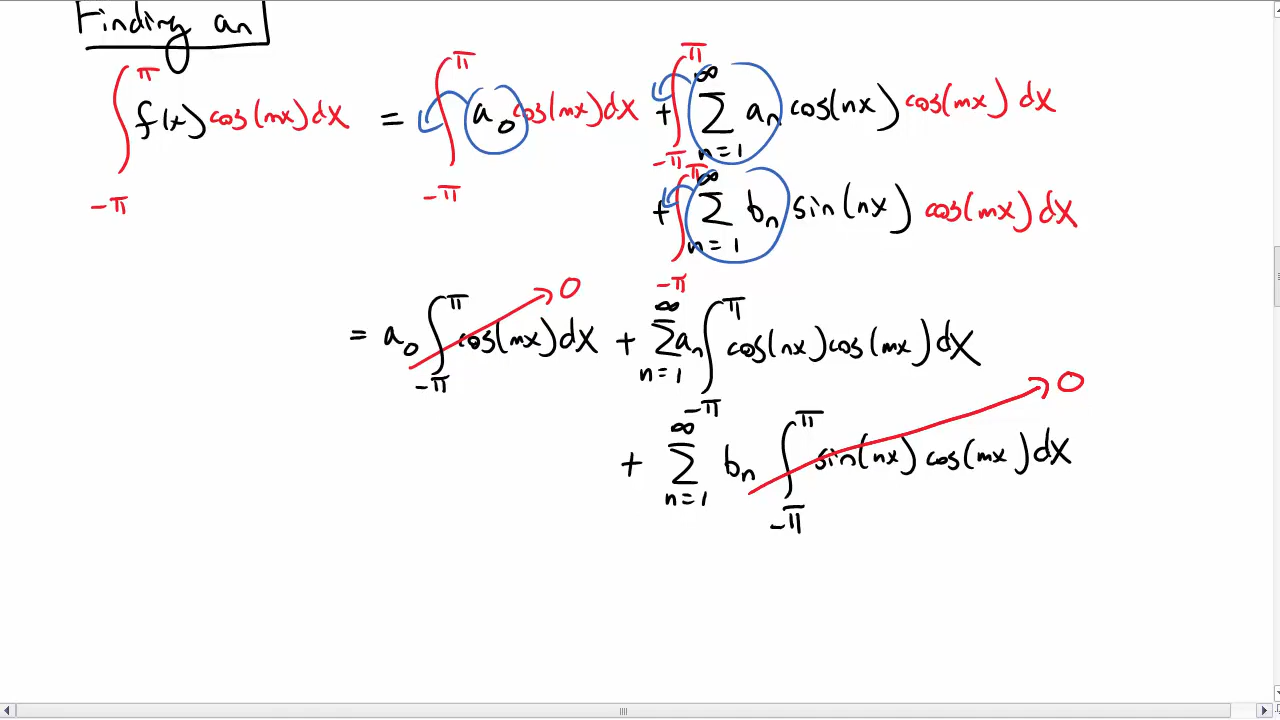 Finding an
∫_{-π}^{π} f(x) cos(mx) dx = ∫_{-π}^{π} a₀ cos(mx) dx + ∫_{-π}^{π} ∑_{n=1}^{∞} aₙ cos(nx) cos(mx) dx
+ ∫_{-π}^{π} ∑_{n=1}^{∞} bₙ sin(nx) cos(mx) dx
= a₀ ∫_{-π}^{π} cos(mx) dx → 0 + ∑_{n=1}^{∞} aₙ ∫_{-π}^{π} cos(nx) cos(mx) dx
+ ∑_{n=1}^{∞} bₙ ∫_{-π}^{π} sin(nx) cos(mx) dx → 0